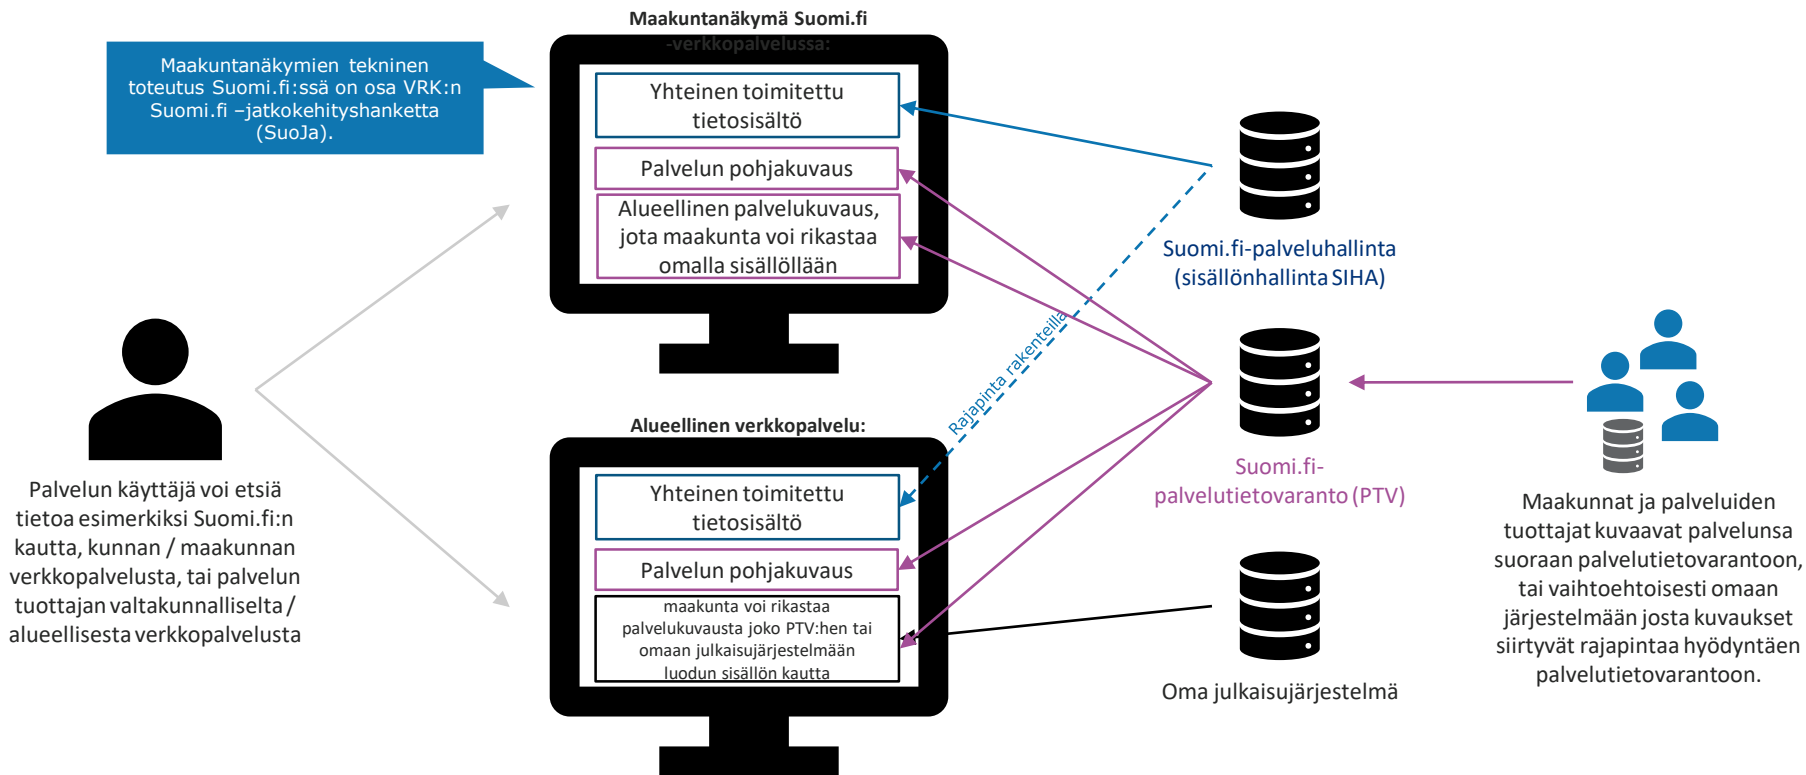 Maakuntanäkymä Suomi.fi
-verkkopalvelussa:
Maakuntanäkymien tekninen
toteutus Suomi.fi:ssä on osa VRK:n
Suomi.fi –jatkokehityshanketta
(SuoJa).
Yhteinen toimitettu
tietosisältö
Palvelun pohjakuvaus
Alueellinen palvelukuvaus,
jota maakunta voi rikastaa
omalla sisällöllään
Suomi.fi-palveluhallinta
(sisällönhallinta SIHA)
Rajapinta rakenteilla
Alueellinen verkkopalvelu:
Yhteinen toimitettu
tietosisältö
Palvelun pohjakuvaus
maakunta voi rikastaa
palvelukuvausta joko PTV:hen tai
omaan julkaisujärjestelmään
luodun sisällön kautta
Suomi.fi-
palvelutietovaranto (PTV)
Oma julkaisujärjestelmä
Palvelun käyttäjä voi etsiä
tietoa esimerkiksi Suomi.fi:n
kautta, kunnan / maakunnan
verkkopalvelusta, tai palvelun
tuottajan valtakunnalliselta /
alueellisesta verkkopalvelusta
Maakunnat ja palveluiden
tuottajat kuvaavat palvelunsa
suoraan palvelutietovarantoon,
tai vaihtoehtoisesti omaan
järjestelmään josta kuvaukset
siirtyvät rajapintaa hyödyntäen
palvelutietovarantoon.